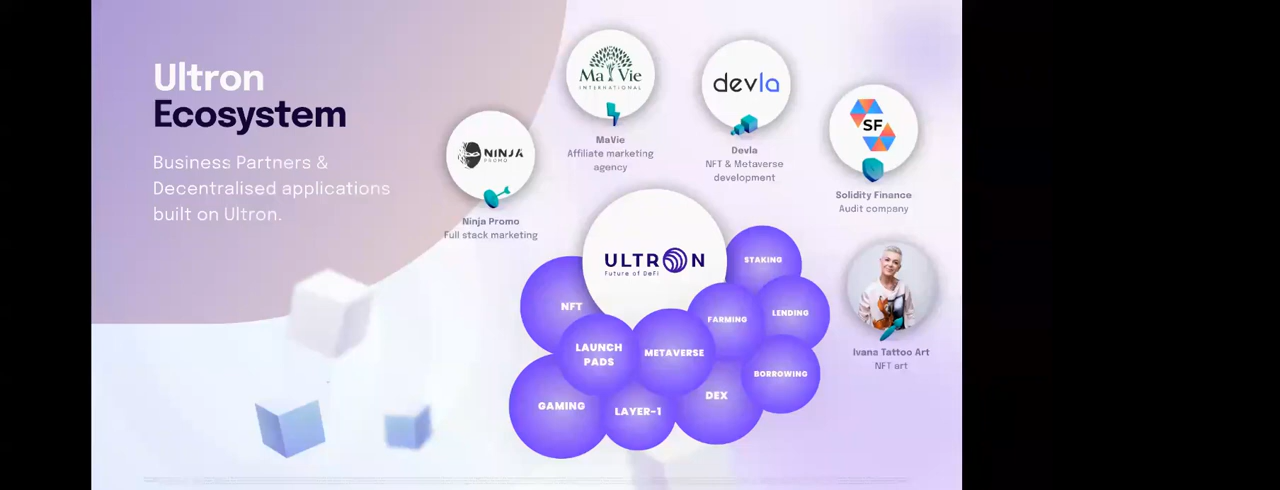 Ultron
Ecosystem
Business Partners &
Decentralised applications
built on Ultron.
NINJA
PROMO
Ninja Promo
Full stack marketing
Ma Vie
INTERNATIONAL
MaVie
Affiliate marketing
agency
devla
Devla
NFT & Metaverse
development
SF
Solidity Finance
Audit company
Ivana Tattoo Art
NFT art
ULTRON
Future of DeFi
STAKING
NFT
FARMING
LENDING
LAUNCH
PADS
METAVERSE
BORROWING
GAMING
LAYER-1
DEX